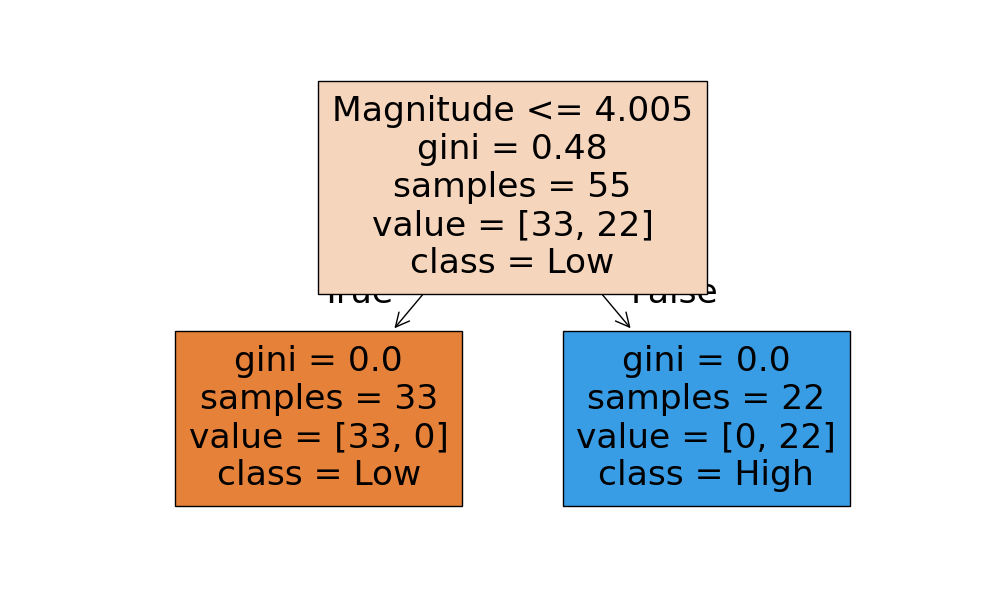 Magnitude <= 4.005
gini = 0.48
samples = 55
value = [33, 22]
class = Low
True
False
gini = 0.0
samples = 33
value = [33, 0]
class = Low
gini = 0.0
samples = 22
value = [0, 22]
class = High